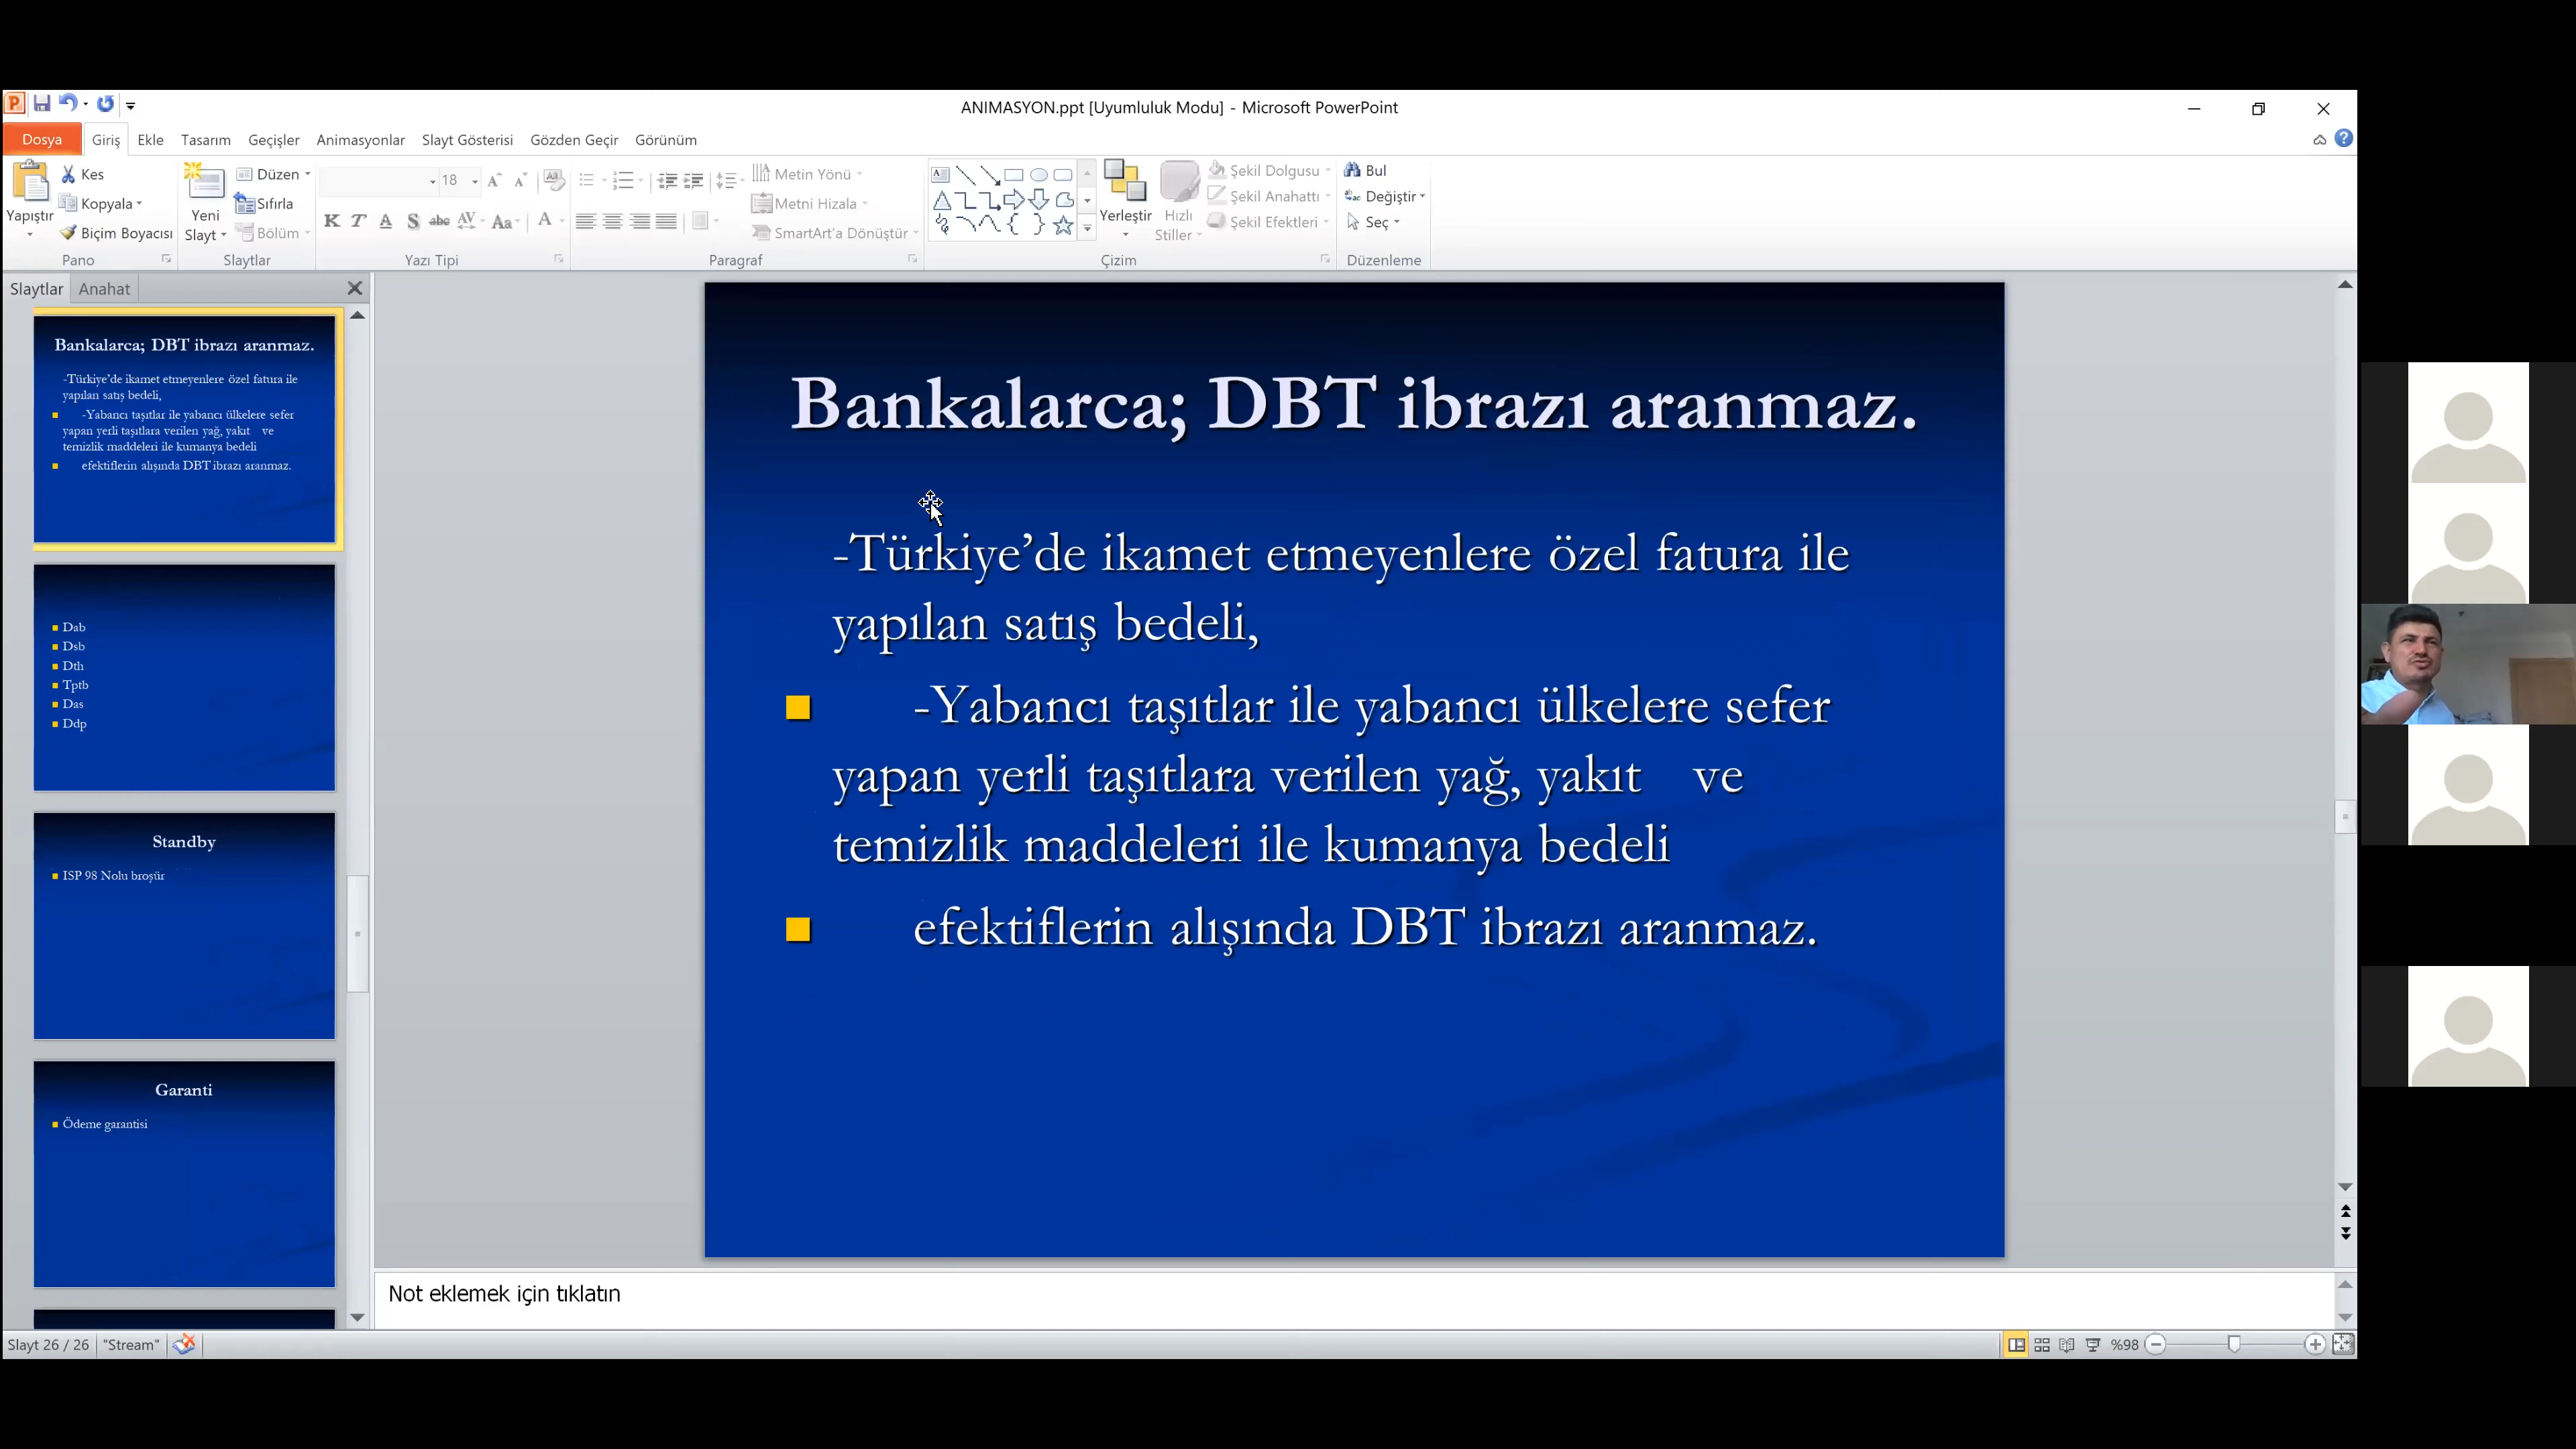 ANIMASYON.ppt [Uyumluluk Modu] - Microsoft PowerPoint
Dosya Giriş Ekle Tasarım Geçişler Animasyonlar Slayt Gösterisi Gözden Geçir Görünüm
Yapıştır
Kes
Kopyala
Biçim Boyacısı
Pano
Yeni
Slayt
Düzen
Sıfırla
Bölüm
Slaytlar
18
K T A S abc AV Aa A
Yazı Tipi
Metin Yönü
Metni Hizala
SmartArt'a Dönüştür
Paragraf
Yerleştir
Hızlı
Stiller
Şekil Dolgusu
Şekil Anahattı
Şekil Efektleri
Çizim
Bul
Değiştir
Seç
Düzenleme
Slaytlar Anahat
Bankalarca; DBT ibrazı aranmaz.
-Türkiye’de ikamet etmeyenlere özel fatura ile
yapılan satış bedeli,
-Yabancı taşıtlar ile yabancı ülkelere sefer
yapan yerli taşıtlara verilen yağ, yakıt ve
temizlik maddeleri ile kumanya bedeli
efektiflerin alışında DBT ibrazı aranmaz.
Dab
Dsb
Dth
Tptb
Das
Ddp
Standby
ISP 98 Nolu broşür
Garanti
Ödeme garantisi
Bankalarca; DBT ibrazı aranmaz.
-Türkiye’de ikamet etmeyenlere özel fatura ile
yapılan satış bedeli,
-Yabancı taşıtlar ile yabancı ülkelere sefer
yapan yerli taşıtlara verilen yağ, yakıt ve
temizlik maddeleri ile kumanya bedeli
efektiflerin alışında DBT ibrazı aranmaz.
Not eklemek için tıklatın
Slayt 26 / 26 "Stream" %98